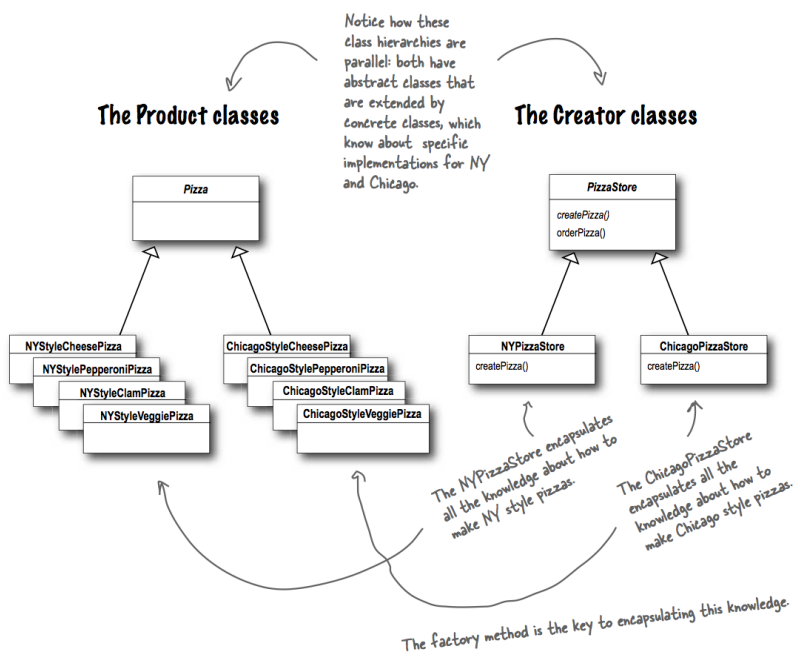 Notice how these
class hierarchies are
parallel: both have
abstract classes that
are extended by
concrete classes, which
know about specific
implementations for NY
and Chicago.
The Product classes
The Creator classes
Pizza
PizzaStore
createPizza()
orderPizza()
NYStyleCheesePizza
NYStylePepperoniPizza
NYStyleClamPizza
NYStyleVeggiePizza
ChicagoStyleCheesePizza
ChicagoStylePepperoniPizza
ChicagoStyleClamPizza
ChicagoStyleVeggiePizza
NYPizzaStore
createPizza()
ChicagoPizzaStore
createPizza()
The NYPizzaStore encapsulates
all the knowledge about how to
make NY style pizzas.
The ChicagoPizzaStore
encapsulates all the
knowledge about how to
make Chicago style pizzas.
The factory method is the key to encapsulating this knowledge.